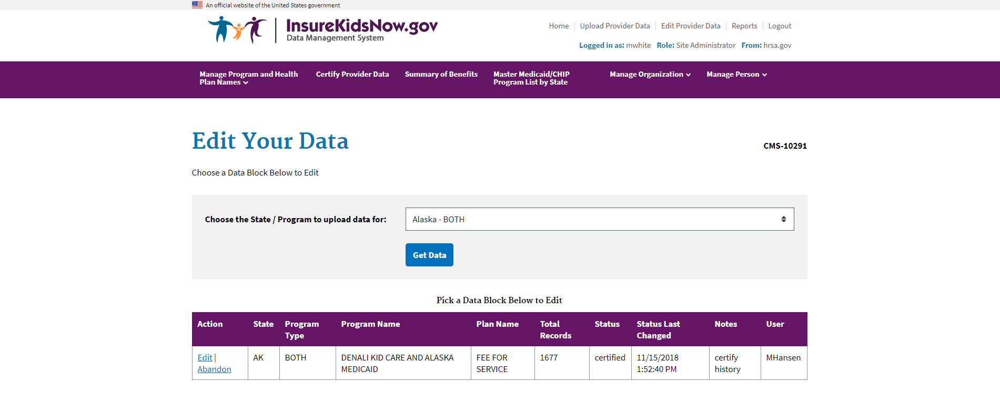 An official website of the United States government
InsureKidsNow.gov
Data Management System
Home | Upload Provider Data | Edit Provider Data | Reports | Logout
Logged in as: mwhite Role: Site Administrator From: hrsa.gov
Manage Program and Health
Plan Names
Certify Provider Data
Summary of Benefits
Master Medicaid/CHIP
Program List by State
Manage Organization
Manage Person
Edit Your Data
CMS-10291
Choose a Data Block Below to Edit
Choose the State / Program to upload data for:
Alaska - BOTH
Get Data
Pick a Data Block Below to Edit
Action State Program Program Name Plan Name Total Status Status Last Notes User
Type Records Changed
Edit | AK BOTH DENALI KID CARE AND ALASKA FEE FOR 1677 certified 11/15/2018 certify MHansen
Abandon MEDICAID SERVICE 1:52:40 PM history